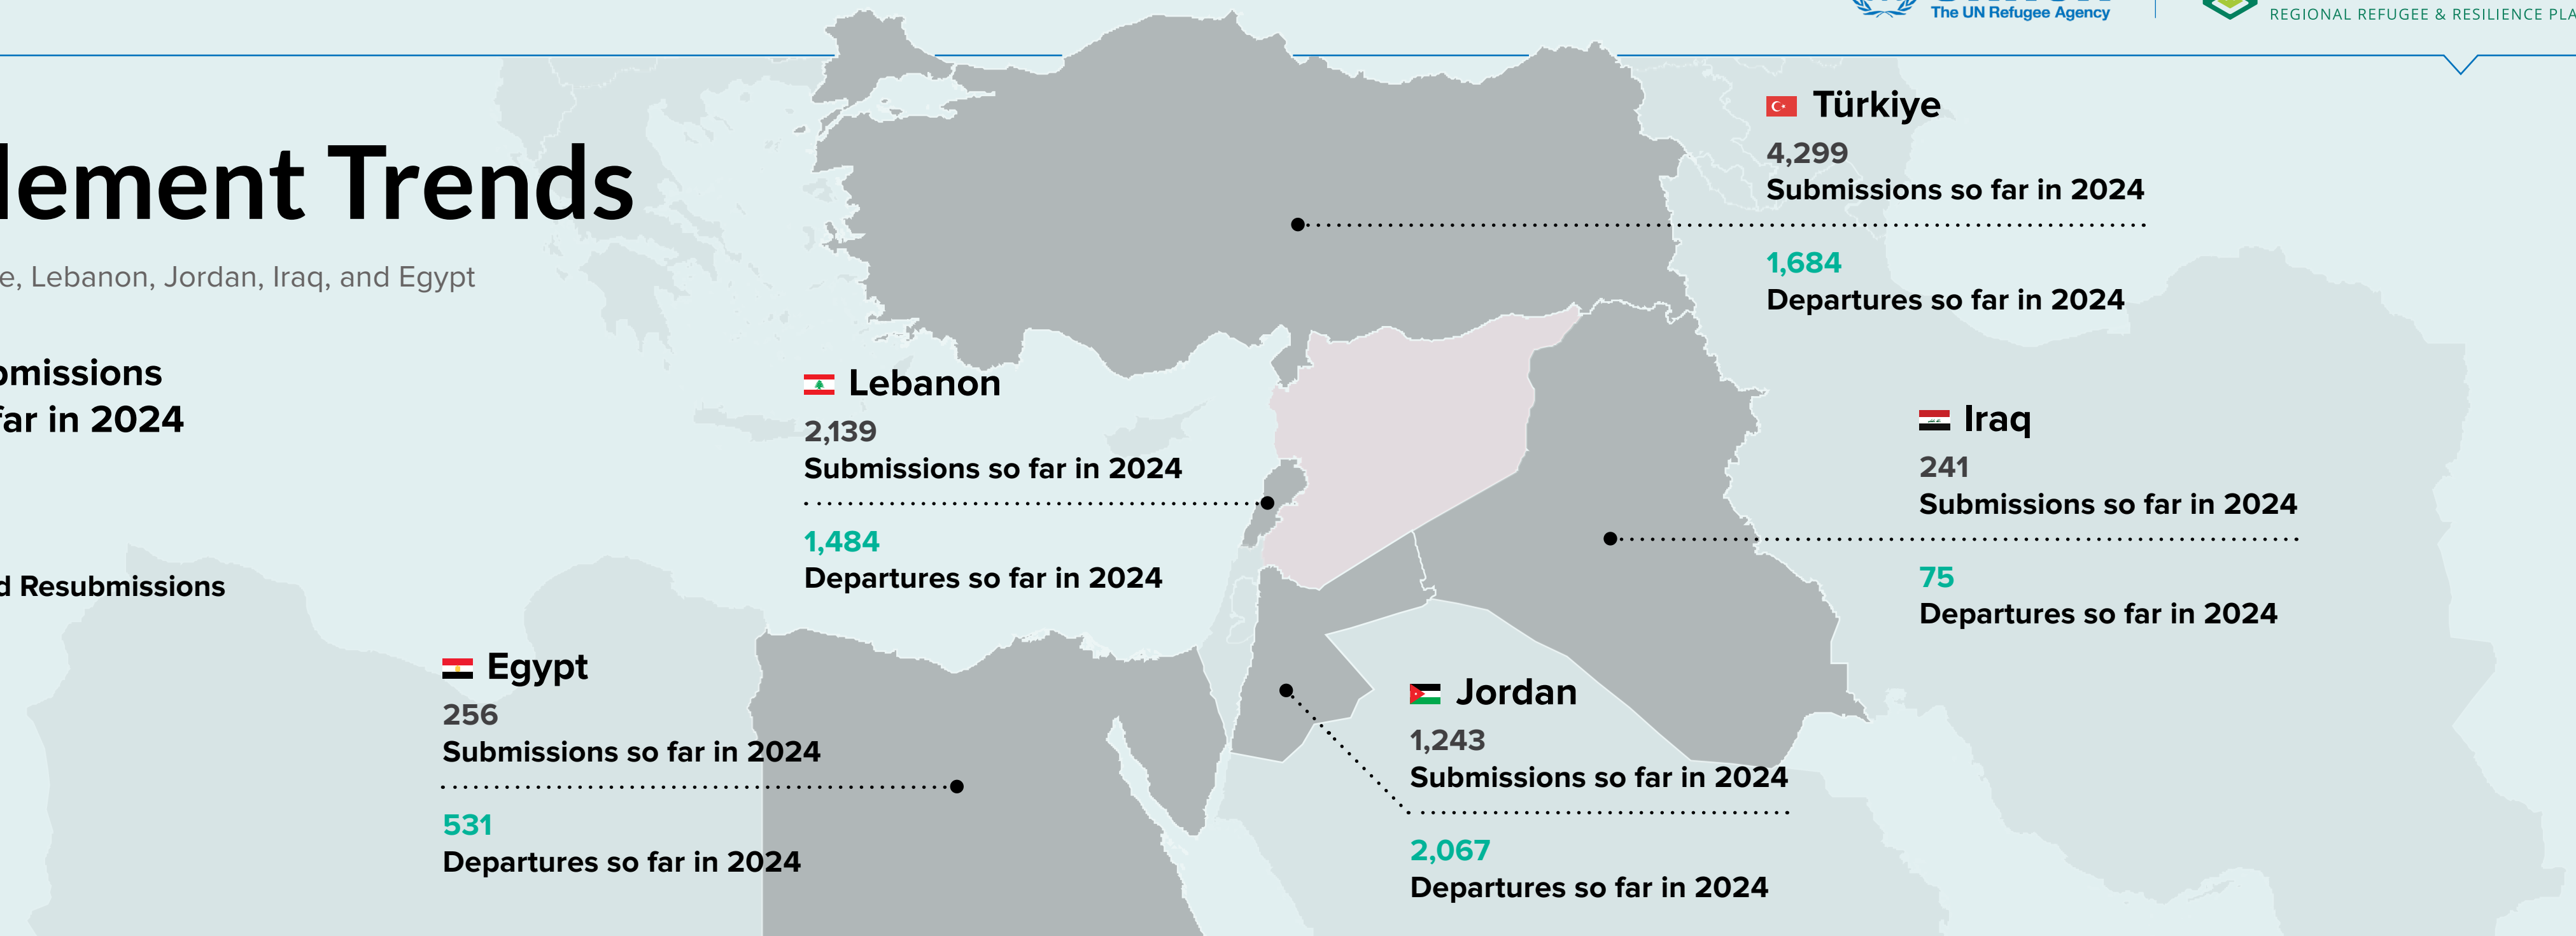 The UN Refugee Agency
REGIONAL REFUGEE & RESILIENCE
lement Trends
e, Lebanon, Jordan, Iraq, and Egypt
bmissions
far in 2024
d Resubmissions
Türkiye
4,299
Submissions so far in 2024
1,684
Departures so far in 2024
Lebanon
2,139
Submissions so far in 2024
1,484
Departures so far in 2024
Iraq
241
Submissions so far in 2024
75
Departures so far in 2024
Egypt
256
Submissions so far in 2024
531
Departures so far in 2024
Jordan
1,243
Submissions so far in 2024
2,067
Departures so far in 2024